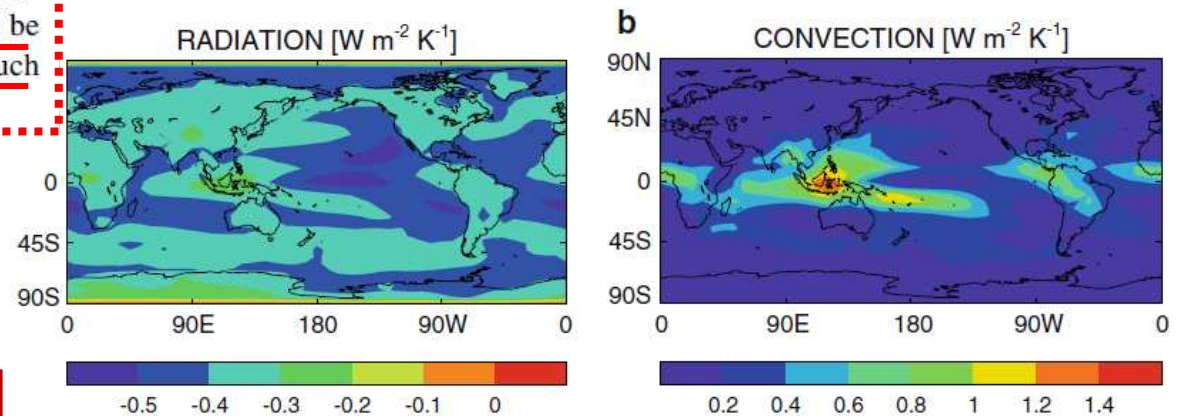 be
uch
RADIATION [W m-2 K-1]
0
45S
90S
0 90E 180 90W 0
-0.5 -0.4 -0.3 -0.2 -0.1 0
b
CONVECTION [W m-2 K-1]
90N
45N
0
45S
90S
0 90E 180 90W 0
0.2 0.4 0.6 0.8 1 1.2 1.4